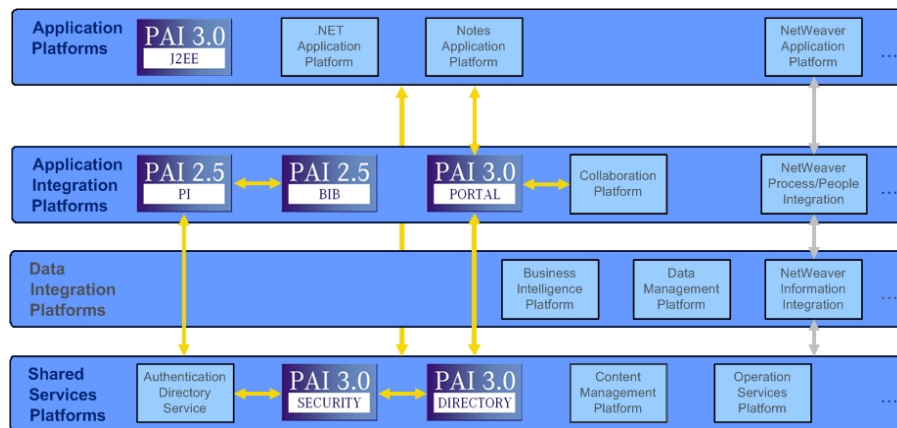 Application
Platforms
PAI 3.0
J2EE
.NET
Application
Platform
Notes
Application
Platform
NetWeaver
Application
Platform
...
Application
Integration
Platforms
PAI 2.5
PI
PAI 2.5
BIB
PAI 3.0
PORTAL
Collaboration
Platform
NetWeaver
Process/People
Integration
...
Data
Integration
Platforms
Business
Intelligence
Platform
Data
Management
Platform
NetWeaver
Information
Integration
...
Shared
Services
Platforms
Authentication
Directory
Service
PAI 3.0
SECURITY
PAI 3.0
DIRECTORY
Content
Management
Platform
Operation
Services
Platform
...